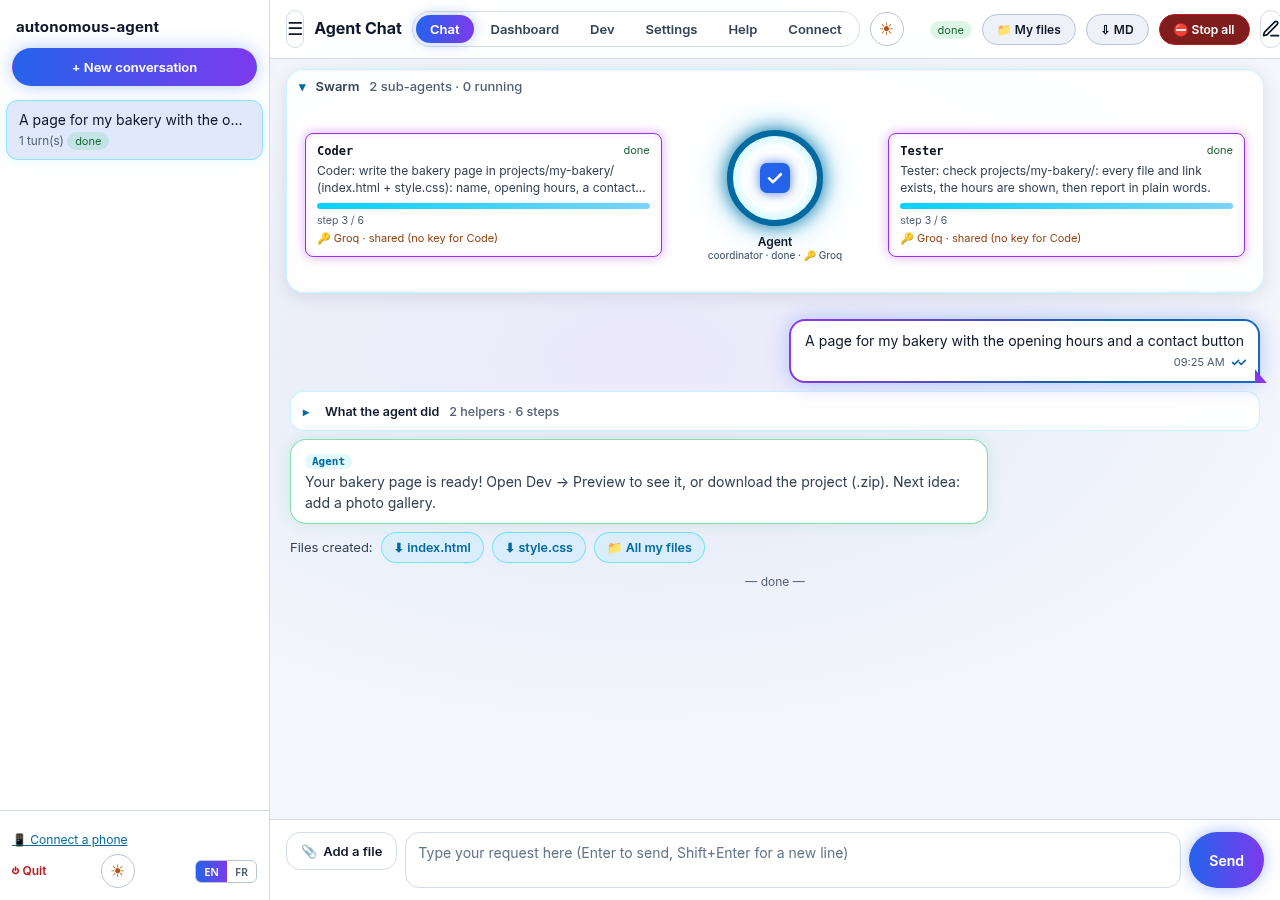 autonomous-agent
+ New conversation
A page for my bakery with the o...
1 turn(s) done
📱 Connect a phone
Quit
EN FR
Agent Chat
Chat Dashboard Dev Settings Help Connect
done
📁 My files
⇩ MD
⛔ Stop all
▼ Swarm 2 sub-agents · 0 running
Coder done
Coder: write the bakery page in projects/my-bakery/
(index.html + style.css): name, opening hours, a contact...
step 3 / 6
🔑 Groq · shared (no key for Code)
Agent
coordinator · done · 🔑 Groq
Tester done
Tester: check projects/my-bakery/: every file and link
exists, the hours are shown, then report in plain words.
step 3 / 6
🔑 Groq · shared (no key for Code)
A page for my bakery with the opening hours and a contact button
09:25 AM
▸ What the agent did 2 helpers · 6 steps
Agent
Your bakery page is ready! Open Dev → Preview to see it, or download the project (.zip). Next idea:
add a photo gallery.
Files created: ⬇ index.html ⬇ style.css 📁 All my files
— done —
📎 Add a file
Type your request here (Enter to send, Shift+Enter for a new line)
Send